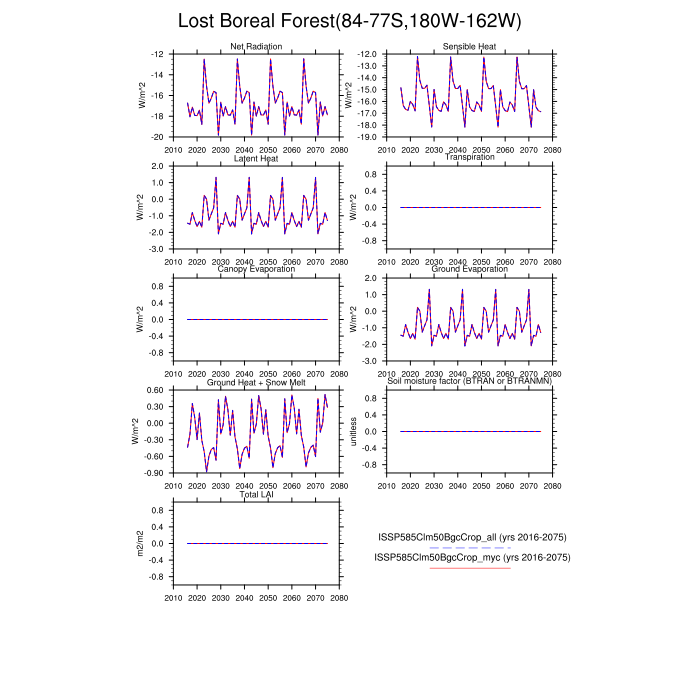 Lost Boreal Forest(84-77S,180W-162W)
Net Radiation
Sensible Heat
-12
-14
-16
-18
-20
W/m^2
2010 2020 2030 2040 2050 2060 2070 2080
-12.0
-13.0
-14.0
-15.0
-16.0
-17.0
-18.0
-19.0
W/m^2
2010 2020 2030 2040 2050 2060 2070 2080
Latent Heat
Transpiration
2.0
1.0
0.0
-1.0
-2.0
-3.0
W/m^2
2010 2020 2030 2040 2050 2060 2070 2080
0.8
0.4
0.0
-0.4
-0.8
W/m^2
2010 2020 2030 2040 2050 2060 2070 2080
Canopy Evaporation
Ground Evaporation
0.8
0.4
0.0
-0.4
-0.8
W/m^2
2010 2020 2030 2040 2050 2060 2070 2080
2.0
1.0
0.0
-1.0
-2.0
-3.0
W/m^2
2010 2020 2030 2040 2050 2060 2070 2080
Ground Heat + Snow Melt
Soil moisture factor (BTRAN or BTRANMN)
0.60
0.30
0.00
-0.30
-0.60
-0.90
W/m^2
2010 2020 2030 2040 2050 2060 2070 2080
0.8
0.4
0.0
-0.4
-0.8
unitless
2010 2020 2030 2040 2050 2060 2070 2080
Total LAI
0.8
0.4
0.0
-0.4
-0.8
m2/m2
2010 2020 2030 2040 2050 2060 2070 2080
ISSP585Clm50BgcCrop_all (yrs 2016-2075)
ISSP585Clm50BgcCrop_myc (yrs 2016-2075)